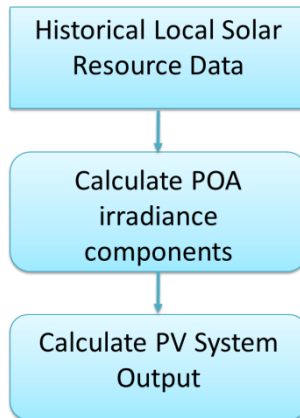 Historical Local Solar
Resource Data
Calculate POA
irradiance
components
Calculate PV System
Output